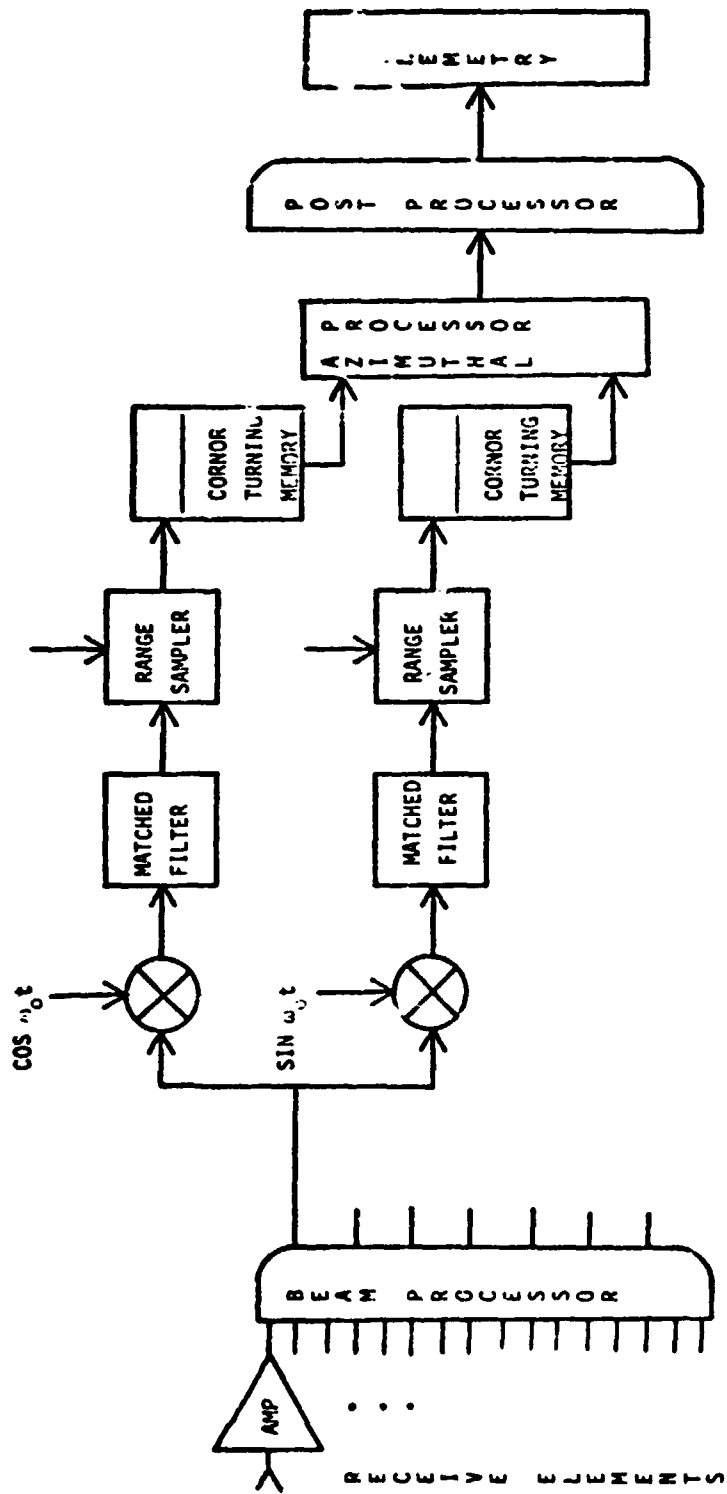 RECEIVE ELEMENTS
AMP
BEAM PROCESSOR
COS ω₀t
MATCHED
FILTER
RANGE
SAMPLER
CORNOR
TURNING
MEMORY
SIN ω₀t
MATCHED
FILTER
RANGE
SAMPLER
CORNOR
TURNING
MEMORY
AZIMUTHAL
PROCESSOR
POST PROCESSOR
LEMETRY